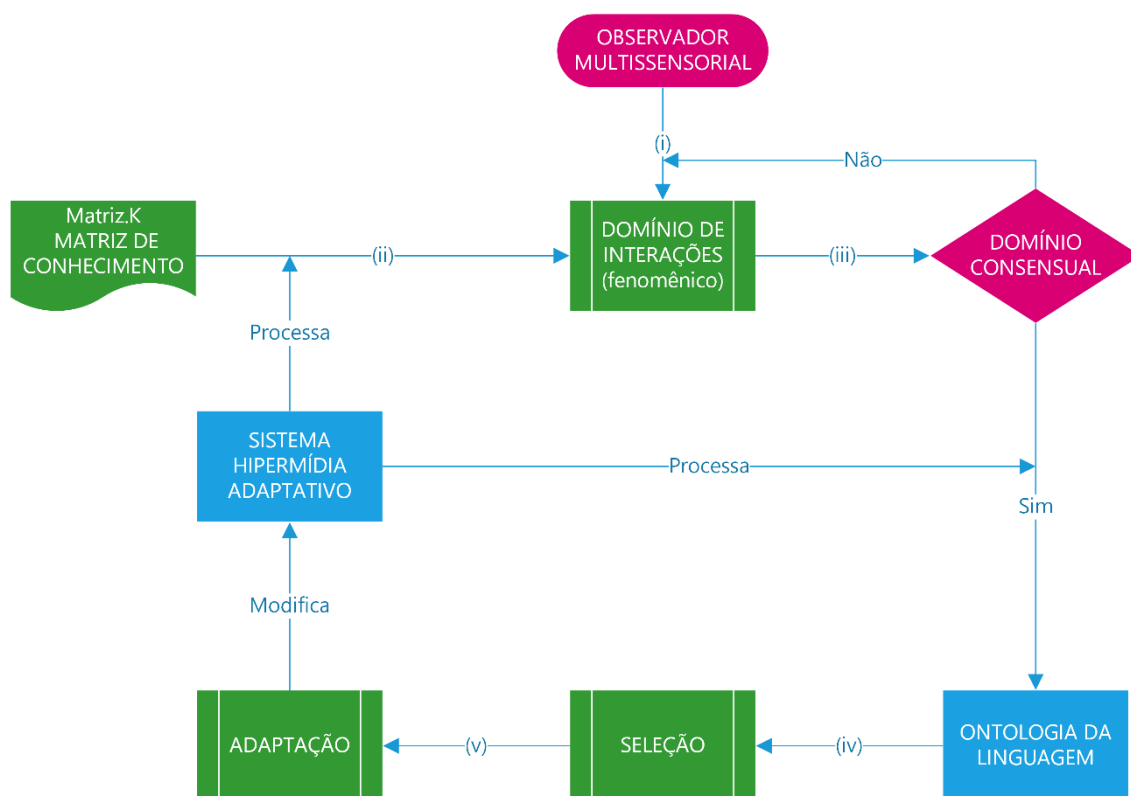 OBSERVADOR
MULTISSENSORIAL
(i)
Não
Matriz.K
MATRIZ DE
CONHECIMENTO
(ii)
DOMÍNIO DE
INTERAÇÕES
(fenomênico)
(iii)
DOMÍNIO
CONSENSUAL
Processa
SISTEMA
HIPERMÍDIA
ADAPTATIVO
Processa
Sim
Modifica
ADAPTAÇÃO
(v)
SELEÇÃO
(iv)
ONTOLOGIA DA
LINGUAGEM